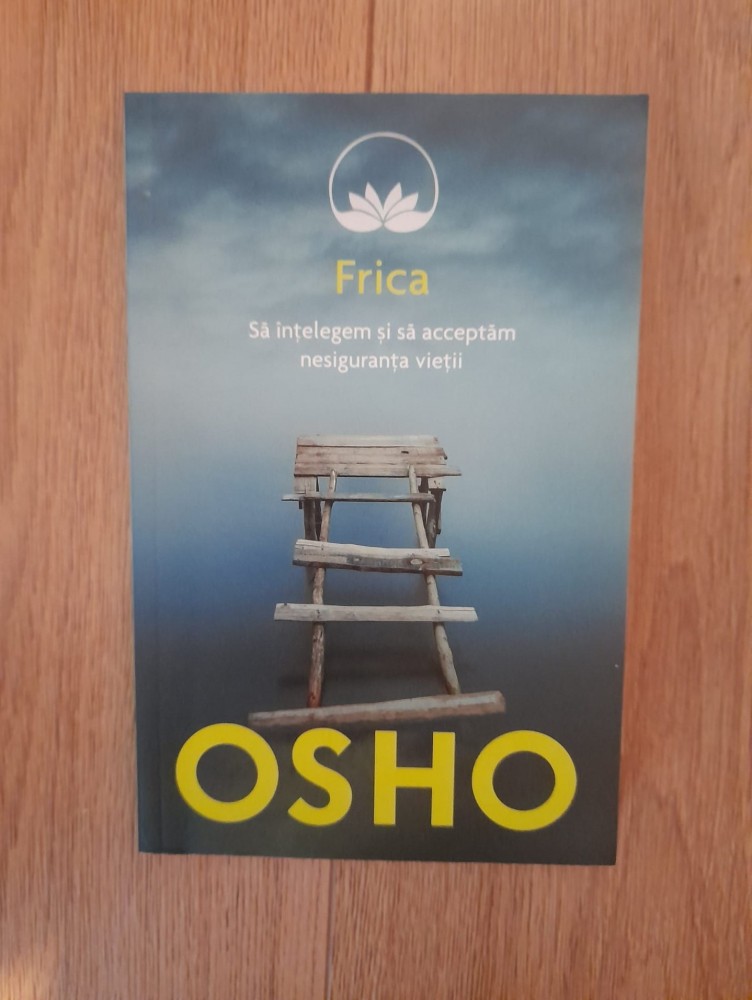 Frica
Să înțelegem și să acceptăm
nesiguranța vieții
OSHO